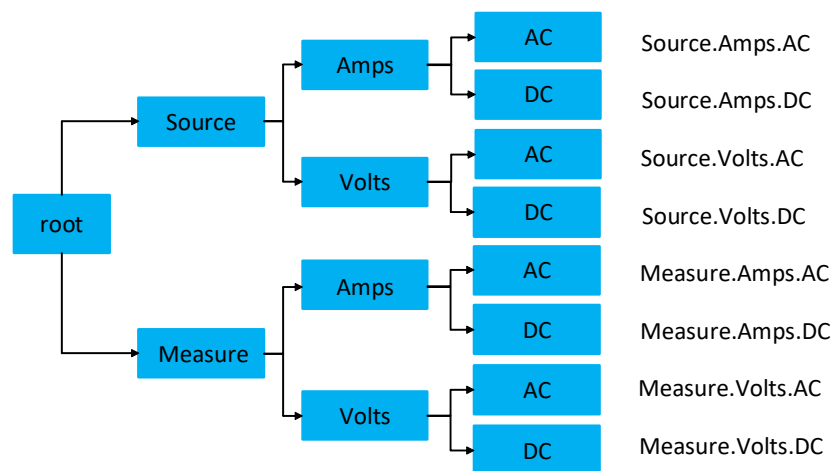 AC
Source.Amps.AC
Amps
DC
Source.Amps.DC
Source
AC
Source.Volts.AC
Volts
DC
Source.Volts.DC
root
AC
Measure.Amps.AC
Amps
DC
Measure.Amps.DC
Measure
AC
Measure.Volts.AC
Volts
DC
Measure.Volts.DC